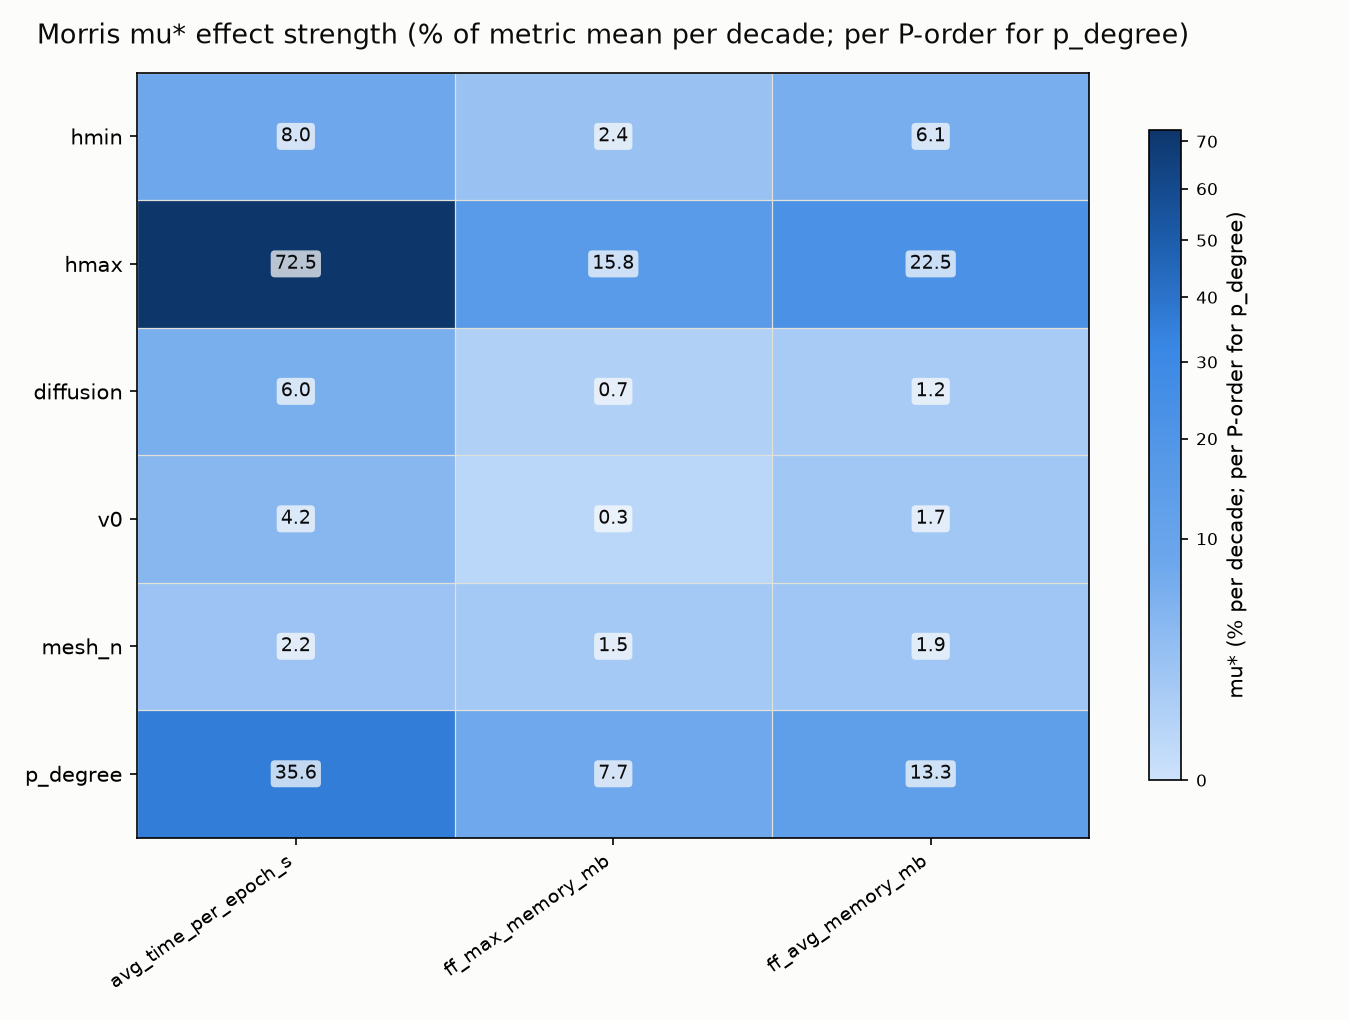 Morris mu* effect strength (% of metric mean per decade; per P-order for p_degree)
hmin 8.0 2.4 6.1
hmax 72.5 15.8 22.5
diffusion 6.0 0.7 1.2
v0 4.2 0.3 1.7
mesh_n 2.2 1.5 1.9
p_degree 35.6 7.7 13.3
avg_time_per_epoch_s ff_max_memory_mb ff_avg_memory_mb
70
60
50
40
30
20
10
0
mu* (% per decade; per P-order for p_degree)